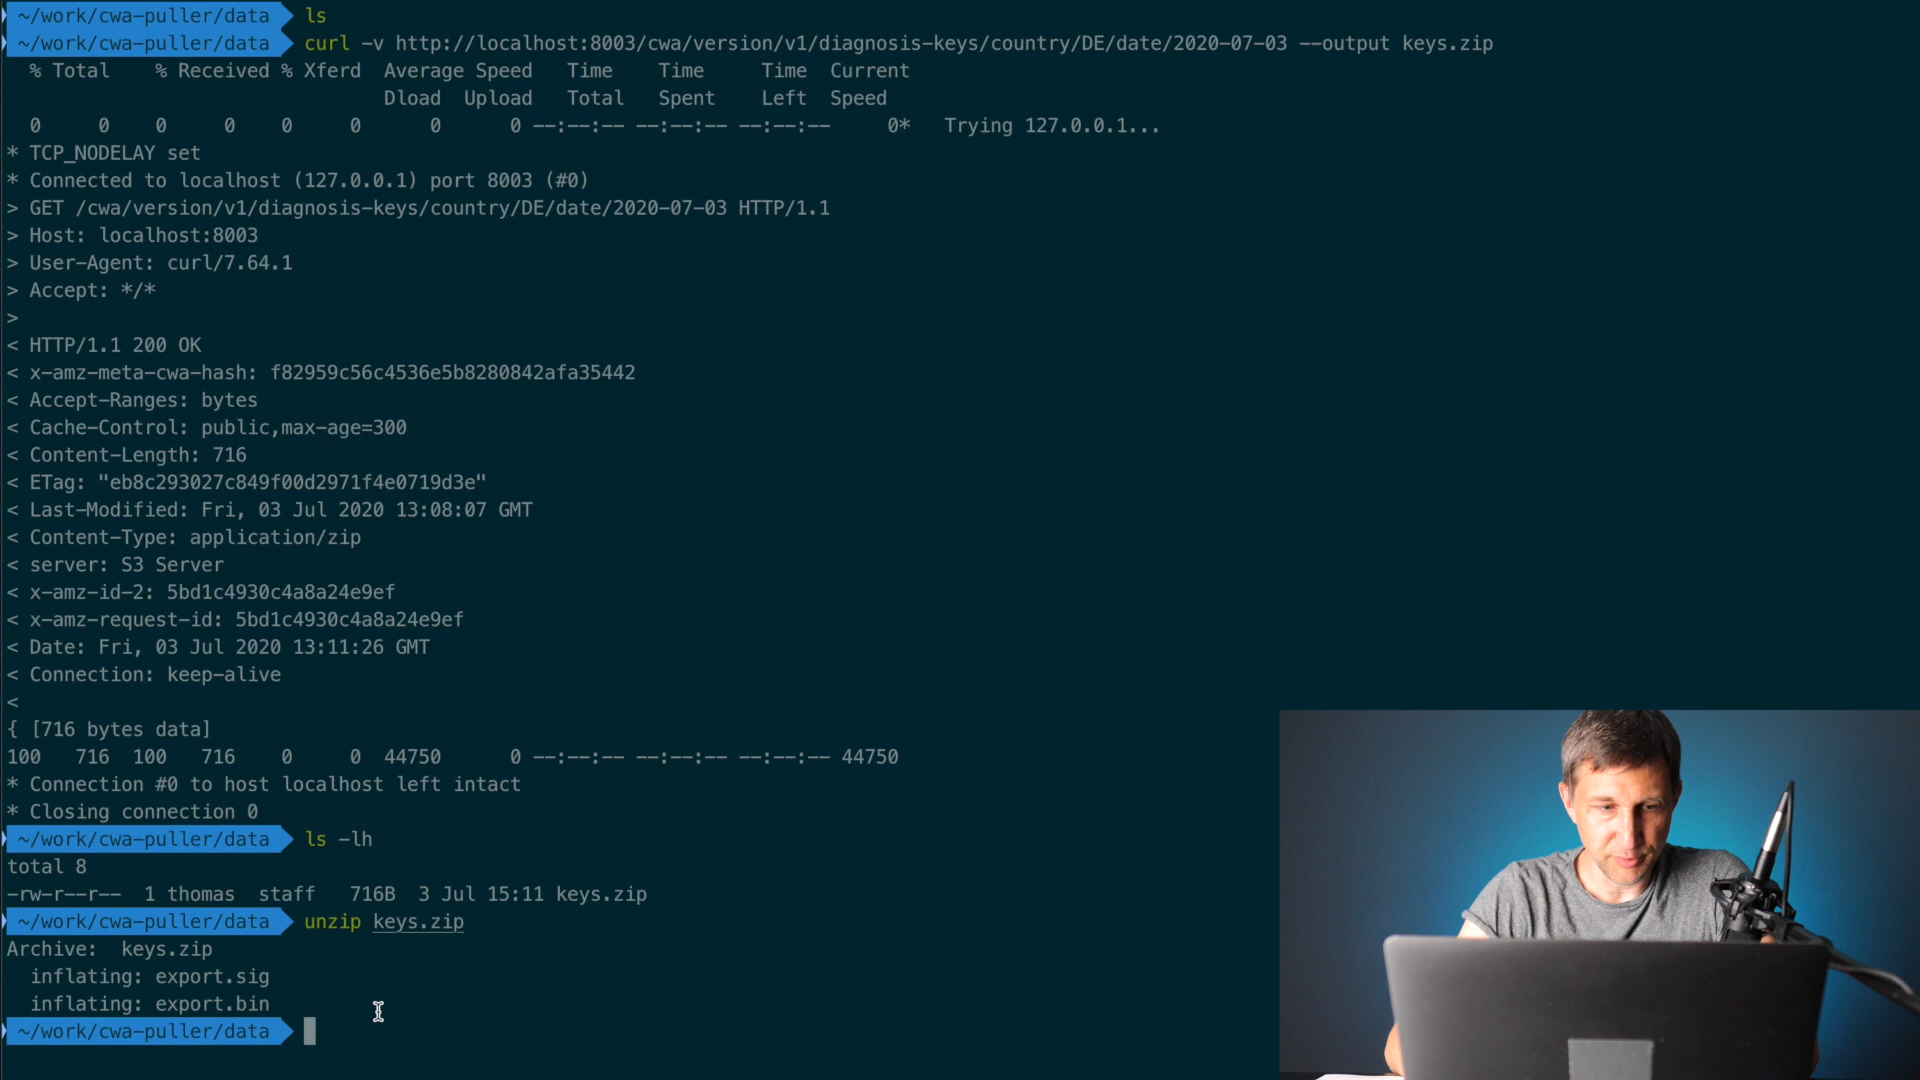 ~/work/cwa-puller/data ls
~/work/cwa-puller/data curl -v http://localhost:8003/cwa/version/v1/diagnosis-keys/country/DE/date/2020-07-03 --output keys.zip
% Total % Received % Xferd Average Speed Time Time Time Current
Dload Upload Total Spent Left Speed
0 0 0 0 0 0 0 0 --:--:-- --:--:-- --:--:-- 0* Trying 127.0.0.1...
* TCP_NODELAY set
* Connected to localhost (127.0.0.1) port 8003 (#0)
> GET /cwa/version/v1/diagnosis-keys/country/DE/date/2020-07-03 HTTP/1.1
> Host: localhost:8003
> User-Agent: curl/7.64.1
> Accept: */*
>
< HTTP/1.1 200 OK
< x-amz-meta-cwa-hash: f82959c56c4536e5b8280842afa35442
< Accept-Ranges: bytes
< Cache-Control: public,max-age=300
< Content-Length: 716
< ETag: "eb8c293027c849f00d2971f4e0719d3e"
< Last-Modified: Fri, 03 Jul 2020 13:08:07 GMT
< Content-Type: application/zip
< server: S3 Server
< x-amz-id-2: 5bd1c4930c4a8a24e9ef
< x-amz-request-id: 5bd1c4930c4a8a24e9ef
< Date: Fri, 03 Jul 2020 13:11:26 GMT
< Connection: keep-alive
<
{ [716 bytes data]
100 716 100 716 0 0 44750 0 --:--:-- --:--:-- --:--:-- 44750
* Connection #0 to host localhost left intact
* Closing connection 0
~/work/cwa-puller/data ls -lh
total 8
-rw-r--r-- 1 thomas staff 716B 3 Jul 15:11 keys.zip
~/work/cwa-puller/data unzip keys.zip
Archive: keys.zip
inflating: export.sig
inflating: export.bin
~/work/cwa-puller/data